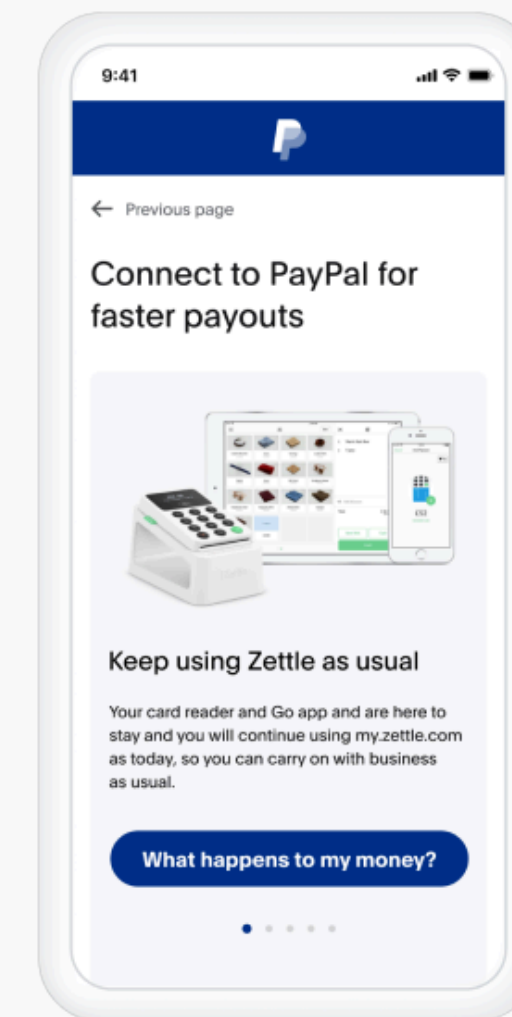 9:41
Previous page
Connect to PayPal for
faster payouts
Keep using Zettle as usual
Your card reader and Go app and are here to
stay and you will continue using my.zettle.com
as today, so you can carry on with business
as usual.
What happens to my money?